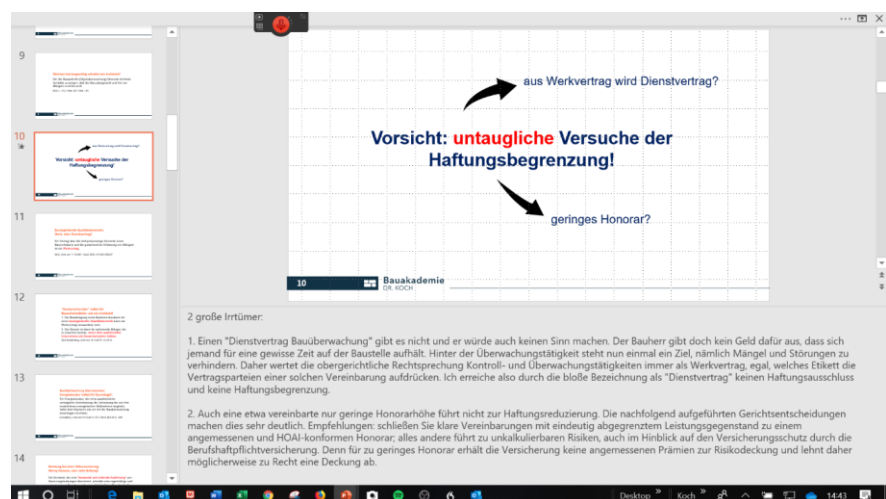 9
10
Vorsicht: untaugliche Versuche der
Haftungsbegrenzung!
geringes Honorar?
11
12
13
14
aus Werkvertrag wird Dienstvertrag?
Vorsicht: untaugliche Versuche der
Haftungsbegrenzung!
geringes Honorar?
10
Bauakademie
DR. KOCH
2 große Irrtümer:
1. Einen "Dienstvertrag Bauüberwachung" gibt es nicht und er würde auch keinen Sinn machen. Der Bauherr gibt doch kein Geld dafür aus, dass sich
jemand für eine gewisse Zeit auf der Baustelle aufhält. Hinter der Überwachungstätigkeit steht nun einmal ein Ziel, nämlich Mängel und Störungen zu
verhindern. Daher wertet die obergerichtliche Rechtsprechung Kontroll- und Überwachungstätigkeiten immer als Werkvertrag, egal, welches Etikett die
Vertragsparteien einer solchen Vereinbarung aufdrücken. Ich erreiche also durch die bloße Bezeichnung als "Dienstvertrag" keinen Haftungsausschluss
und keine Haftungsbegrenzung.
2. Auch eine etwa vereinbarte nur geringe Honorarhöhe führt nicht zur Haftungsreduzierung. Die nachfolgend aufgeführten Gerichtsentscheidungen
machen dies sehr deutlich. Empfehlungen: schließen Sie klare Vereinbarungen mit eindeutig abgegrenztem Leistungsgegenstand zu einem
angemessenen und HOAI-konformen Honorar; alles andere führt zu unkalkulierbaren Risiken, auch im Hinblick auf den Versicherungsschutz durch die
Berufshaftpflichtversicherung. Denn für zu geringes Honorar erhält die Versicherung keine angemessenen Prämien zur Risikodeckung und lehnt daher
möglicherweise zu Recht eine Deckung ab.
Desktop
Koch
14:43